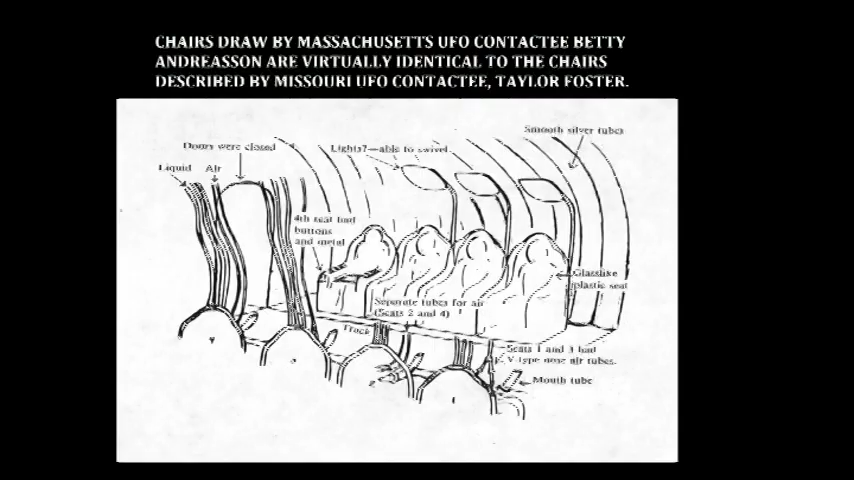 CHAIRS DRAW BY MASSACHUSETTS UFO CONTACTEE BETTY
ANDREASSON ARE VIRTUALLY IDENTICAL TO THE CHAIRS
DESCRIBED BY MISSOURI UFO CONTACTEE, TAYLOR FOSTER.
Smooth silver tubes
Doors were closed
Lights?—able to swivel
Liquid
Air
4th seat had
buttons
and metal
Glasslike
plastic seat
Separate tubes for air
(Seats 2 and 4)
Track
Seats 1 and 3 had
V-type nose air tubes.
Mouth tube
4
2
1